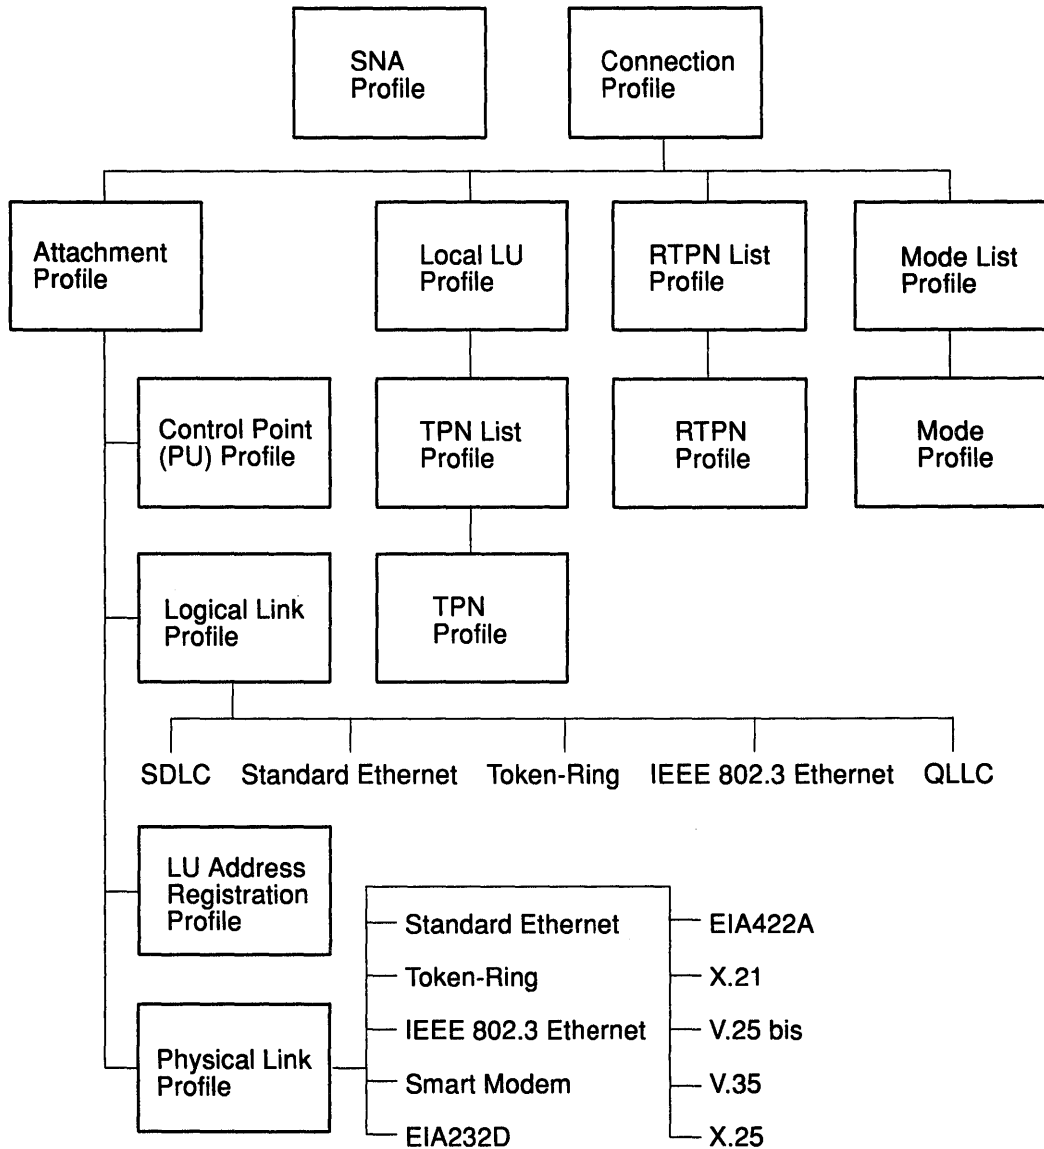 SNA
Profile
Connection
Profile
Attachment
Profile
Local LU
Profile
RTPN List
Profile
Mode List
Profile
Control Point
(PU) Profile
TPN List
Profile
RTPN
Profile
Mode
Profile
Logical Link
Profile
TPN
Profile
SDLC
Standard Ethernet
Token-Ring
IEEE 802.3 Ethernet
QLLC
LU Address
Registration
Profile
Physical Link
Profile
Standard Ethernet
Token-Ring
IEEE 802.3 Ethernet
Smart Modem
EIA232D
EIA422A
X.21
V.25 bis
V.35
X.25